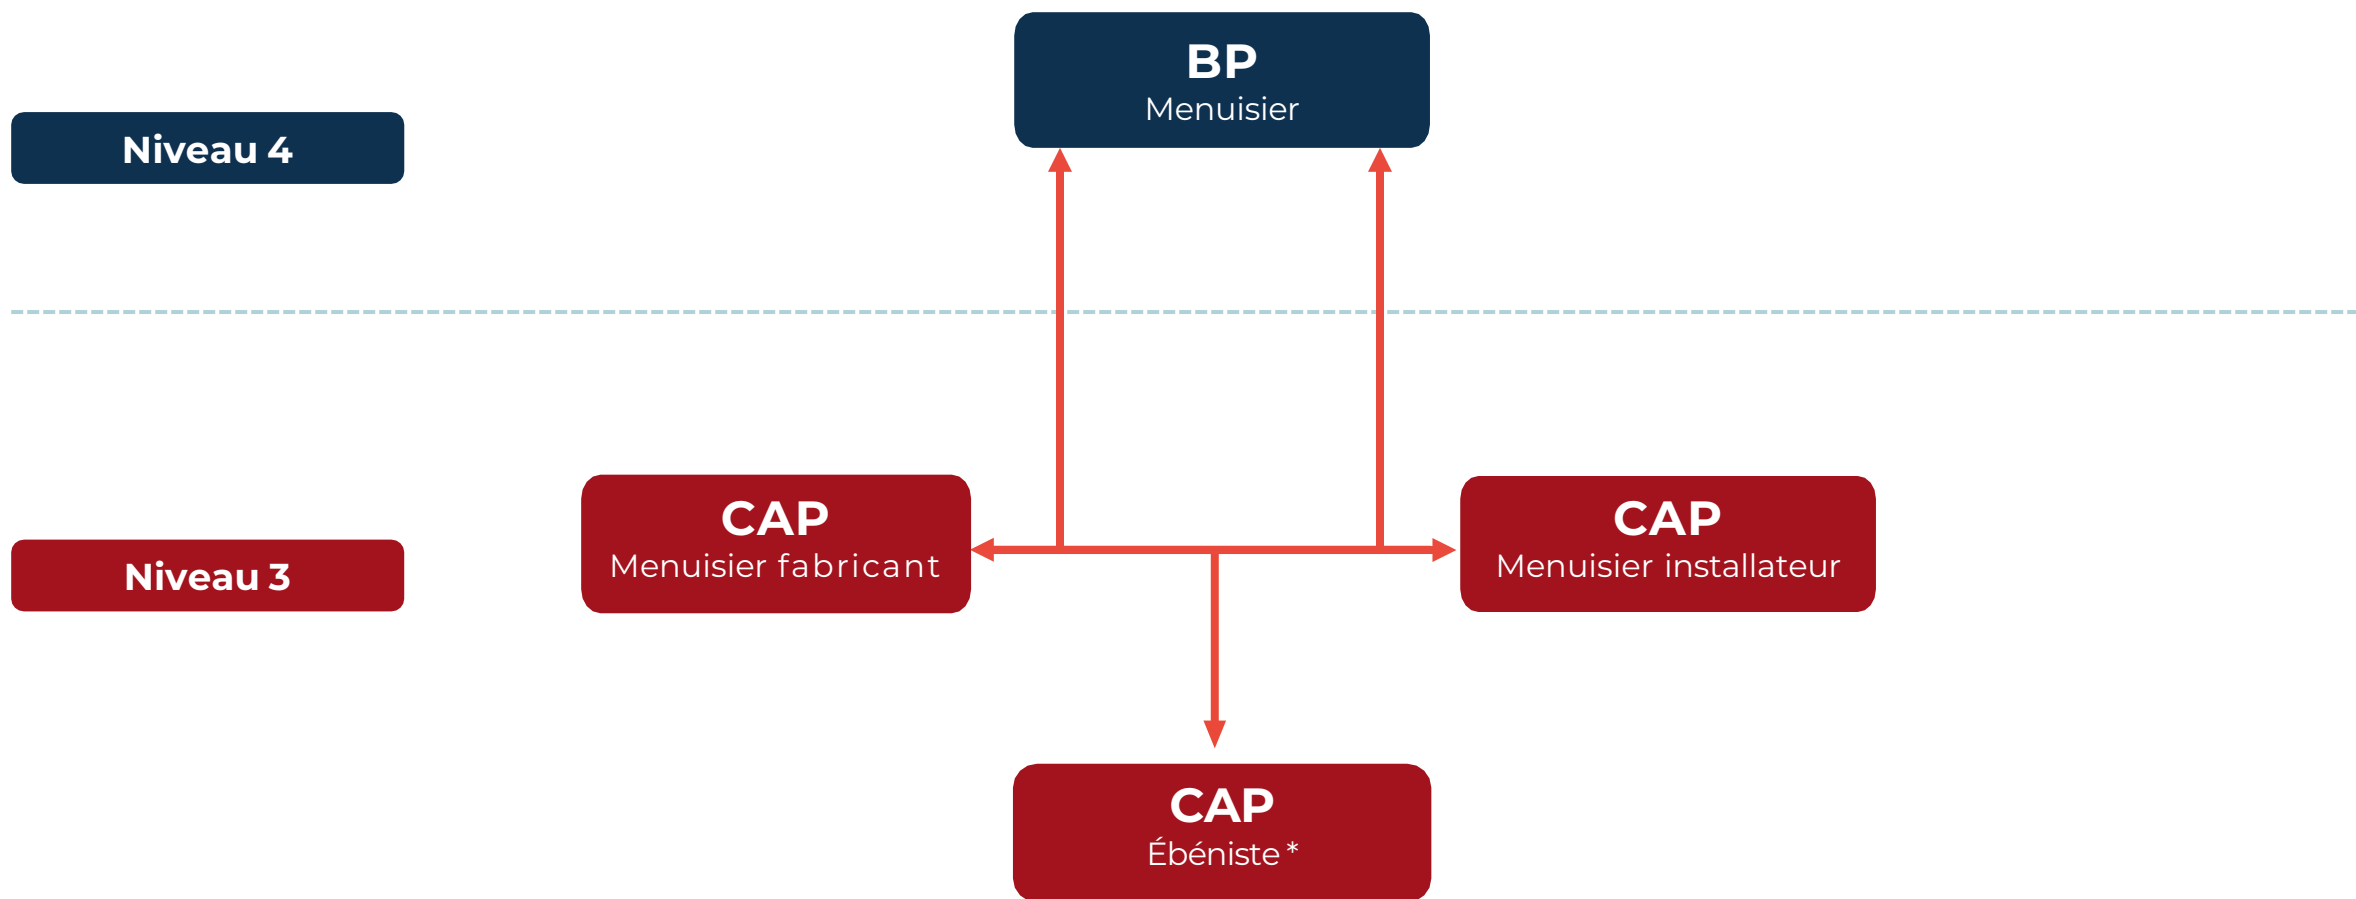 BP
Menuisier
Niveau 4
CAP
Menuisier fabricant
CAP
Menuisier installateur
Niveau 3
CAP
Ébéniste *